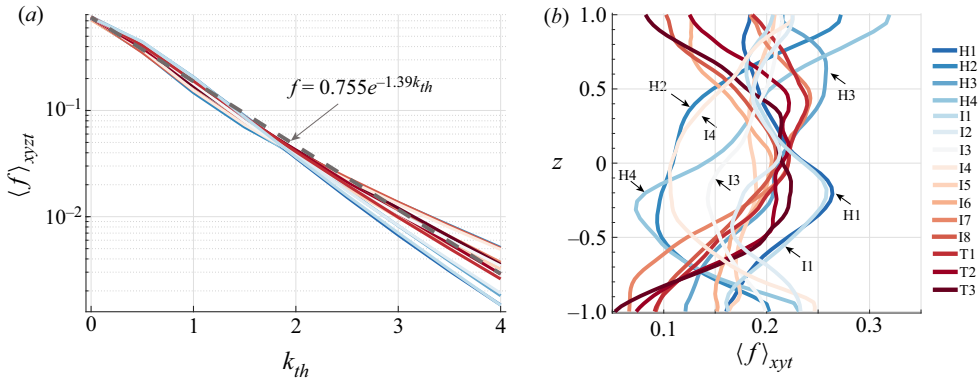 (a)
f = 0.755e^{-1.39k_{th}}
10^{-1}
10^{-2}
⟨f⟩_{xyzt}
0 1 2 3 4
k_{th}
(b)
1.0
0.5
0
−0.5
−1.0
z
0.1 0.2 0.3
⟨f⟩_{xyt}
H2
I4
H3
H4
I3
H1
I1
H1
H2
H3
H4
I1
I2
I3
I4
I5
I6
I7
I8
T1
T2
T3